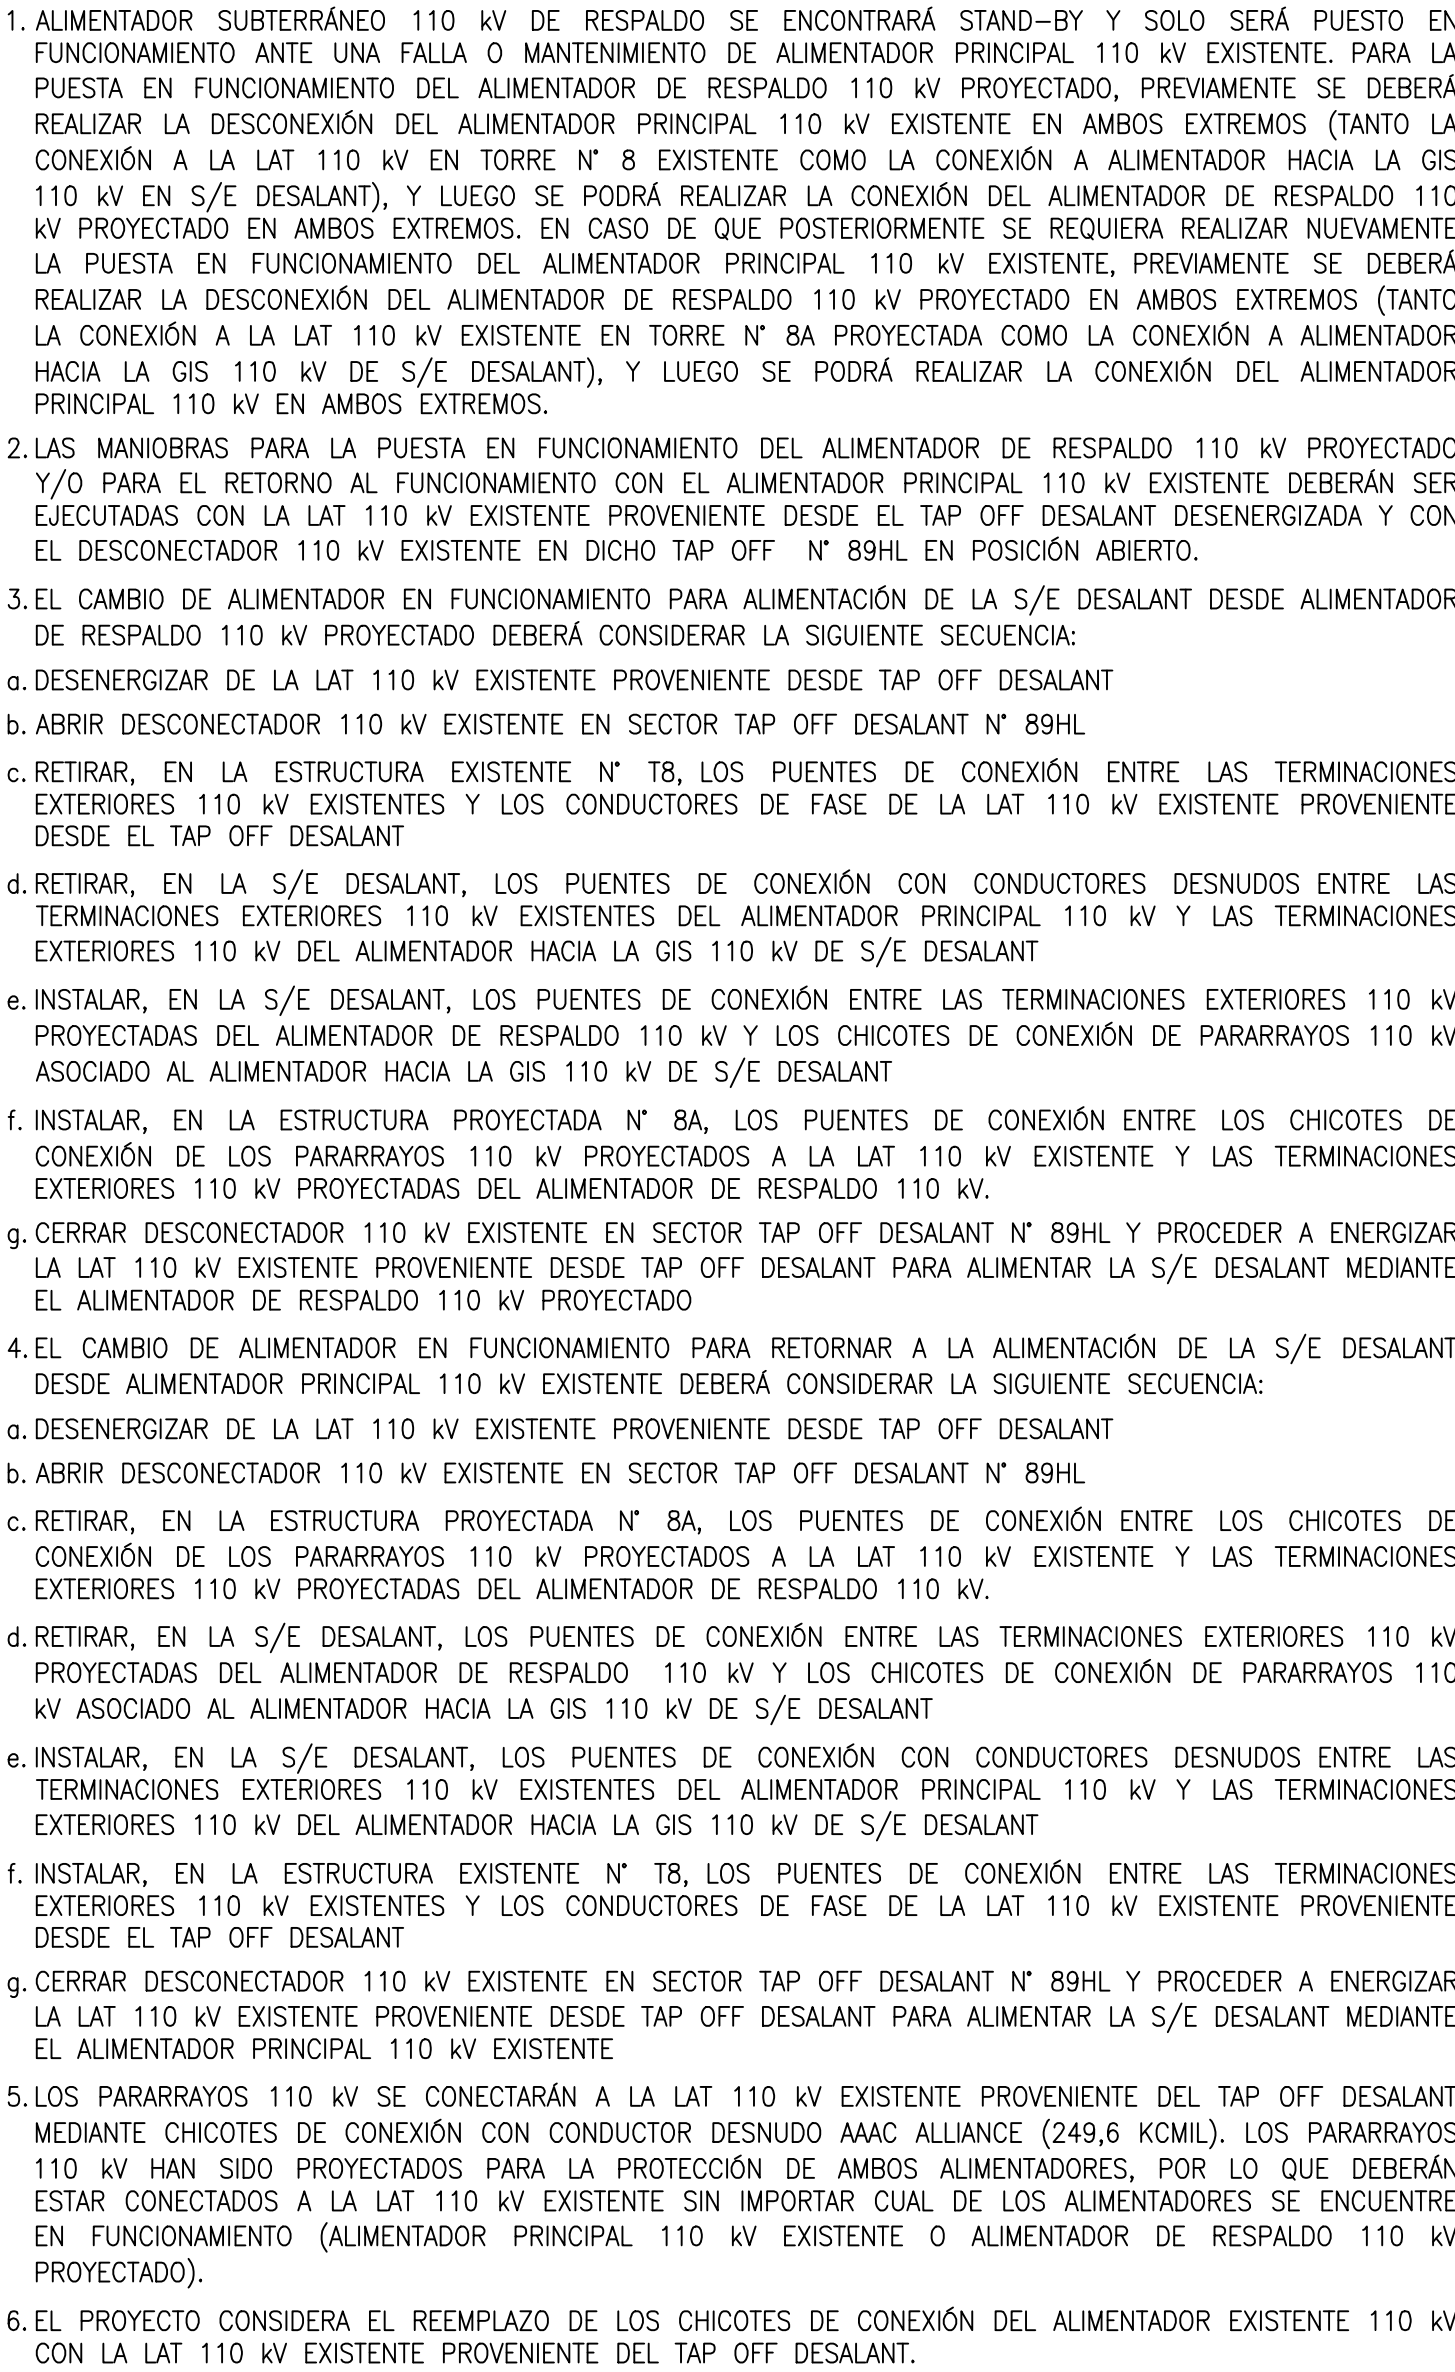 1. ALIMENTADOR SUBTERRÁNEO 110 kV DE RESPALDO SE ENCONTRARÁ STAND-BY Y SOLO SERÁ PUESTO EN
FUNCIONAMIENTO ANTE UNA FALLA O MANTENIMIENTO DE ALIMENTADOR PRINCIPAL 110 kV EXISTENTE. PARA LA
PUESTA EN FUNCIONAMIENTO DEL ALIMENTADOR DE RESPALDO 110 kV PROYECTADO, PREVIAMENTE SE DEBERÁ
REALIZAR LA DESCONEXIÓN DEL ALIMENTADOR PRINCIPAL 110 kV EXISTENTE EN AMBOS EXTREMOS (TANTO LA
CONEXIÓN A LA LAT 110 kV EN TORRE N° 8 EXISTENTE COMO LA CONEXIÓN A ALIMENTADOR HACIA LA GIS
110 kV EN S/E DESALANT), Y LUEGO SE PODRÁ REALIZAR LA CONEXIÓN DEL ALIMENTADOR DE RESPALDO 110
kV PROYECTADO EN AMBOS EXTREMOS. EN CASO DE QUE POSTERIORMENTE SE REQUIERA REALIZAR NUEVAMENTE
LA PUESTA EN FUNCIONAMIENTO DEL ALIMENTADOR PRINCIPAL 110 kV EXISTENTE, PREVIAMENTE SE DEBERÁ
REALIZAR LA DESCONEXIÓN DEL ALIMENTADOR DE RESPALDO 110 kV PROYECTADO EN AMBOS EXTREMOS (TANTO
LA CONEXIÓN A LA LAT 110 kV EXISTENTE EN TORRE N° 8A PROYECTADA COMO LA CONEXIÓN A ALIMENTADOR
HACIA LA GIS 110 kV DE S/E DESALANT), Y LUEGO SE PODRÁ REALIZAR LA CONEXIÓN DEL ALIMENTADOR
PRINCIPAL 110 kV EN AMBOS EXTREMOS.
2. LAS MANIOBRAS PARA LA PUESTA EN FUNCIONAMIENTO DEL ALIMENTADOR DE RESPALDO 110 kV PROYECTADO
Y/O PARA EL RETORNO AL FUNCIONAMIENTO CON EL ALIMENTADOR PRINCIPAL 110 kV EXISTENTE DEBERÁN SER
EJECUTADAS CON LA LAT 110 kV EXISTENTE PROVENIENTE DESDE EL TAP OFF DESALANT DESENERGIZADA Y CON
EL DESCONECTADOR 110 kV EXISTENTE EN DICHO TAP OFF N° 89HL EN POSICIÓN ABIERTO.
3. EL CAMBIO DE ALIMENTADOR EN FUNCIONAMIENTO PARA ALIMENTACIÓN DE LA S/E DESALANT DESDE ALIMENTADOR
DE RESPALDO 110 kV PROYECTADO DEBERÁ CONSIDERAR LA SIGUIENTE SECUENCIA:
a. DESENERGIZAR DE LA LAT 110 kV EXISTENTE PROVENIENTE DESDE TAP OFF DESALANT
b. ABRIR DESCONECTADOR 110 kV EXISTENTE EN SECTOR TAP OFF DESALANT N° 89HL
c. RETIRAR, EN LA ESTRUCTURA EXISTENTE N° T8, LOS PUENTES DE CONEXIÓN ENTRE LAS TERMINACIONES
EXTERIORES 110 kV EXISTENTES Y LOS CONDUCTORES DE FASE DE LA LAT 110 kV EXISTENTE PROVENIENTE
DESDE EL TAP OFF DESALANT
d. RETIRAR, EN LA S/E DESALANT, LOS PUENTES DE CONEXIÓN CON CONDUCTORES DESNUDOS ENTRE LAS
TERMINACIONES EXTERIORES 110 kV EXISTENTES DEL ALIMENTADOR PRINCIPAL 110 kV Y LAS TERMINACIONES
EXTERIORES 110 kV DEL ALIMENTADOR HACIA LA GIS 110 kV DE S/E DESALANT
e. INSTALAR, EN LA S/E DESALANT, LOS PUENTES DE CONEXIÓN ENTRE LAS TERMINACIONES EXTERIORES 110 kV
PROYECTADAS DEL ALIMENTADOR DE RESPALDO 110 kV Y LOS CHICOTES DE CONEXIÓN DE PARARRAYOS 110 kV
ASOCIADO AL ALIMENTADOR HACIA LA GIS 110 kV DE S/E DESALANT
f. INSTALAR, EN LA ESTRUCTURA PROYECTADA N° 8A, LOS PUENTES DE CONEXIÓN ENTRE LOS CHICOTES DE
CONEXIÓN DE LOS PARARRAYOS 110 kV PROYECTADOS A LA LAT 110 kV EXISTENTE Y LAS TERMINACIONES
EXTERIORES 110 kV PROYECTADAS DEL ALIMENTADOR DE RESPALDO 110 kV.
g. CERRAR DESCONECTADOR 110 kV EXISTENTE EN SECTOR TAP OFF DESALANT N° 89HL Y PROCEDER A ENERGIZAR
LA LAT 110 kV EXISTENTE PROVENIENTE DESDE TAP OFF DESALANT PARA ALIMENTAR LA S/E DESALANT MEDIANTE
EL ALIMENTADOR DE RESPALDO 110 kV PROYECTADO
4. EL CAMBIO DE ALIMENTADOR EN FUNCIONAMIENTO PARA RETORNAR A LA ALIMENTACIÓN DE LA S/E DESALANT
DESDE ALIMENTADOR PRINCIPAL 110 kV EXISTENTE DEBERÁ CONSIDERAR LA SIGUIENTE SECUENCIA:
a. DESENERGIZAR DE LA LAT 110 kV EXISTENTE PROVENIENTE DESDE TAP OFF DESALANT
b. ABRIR DESCONECTADOR 110 kV EXISTENTE EN SECTOR TAP OFF DESALANT N° 89HL
c. RETIRAR, EN LA ESTRUCTURA PROYECTADA N° 8A, LOS PUENTES DE CONEXIÓN ENTRE LOS CHICOTES DE
CONEXIÓN DE LOS PARARRAYOS 110 kV PROYECTADOS A LA LAT 110 kV EXISTENTE Y LAS TERMINACIONES
EXTERIORES 110 kV PROYECTADAS DEL ALIMENTADOR DE RESPALDO 110 kV.
d. RETIRAR, EN LA S/E DESALANT, LOS PUENTES DE CONEXIÓN ENTRE LAS TERMINACIONES EXTERIORES 110 kV
PROYECTADAS DEL ALIMENTADOR DE RESPALDO 110 kV Y LOS CHICOTES DE CONEXIÓN DE PARARRAYOS 110
kV ASOCIADO AL ALIMENTADOR HACIA LA GIS 110 kV DE S/E DESALANT
e. INSTALAR, EN LA S/E DESALANT, LOS PUENTES DE CONEXIÓN CON CONDUCTORES DESNUDOS ENTRE LAS
TERMINACIONES EXTERIORES 110 kV EXISTENTES DEL ALIMENTADOR PRINCIPAL 110 kV Y LAS TERMINACIONES
EXTERIORES 110 kV DEL ALIMENTADOR HACIA LA GIS 110 kV DE S/E DESALANT
f. INSTALAR, EN LA ESTRUCTURA EXISTENTE N° T8, LOS PUENTES DE CONEXIÓN ENTRE LAS TERMINACIONES
EXTERIORES 110 kV EXISTENTES Y LOS CONDUCTORES DE FASE DE LA LAT 110 kV EXISTENTE PROVENIENTE
DESDE EL TAP OFF DESALANT
g. CERRAR DESCONECTADOR 110 kV EXISTENTE EN SECTOR TAP OFF DESALANT N° 89HL Y PROCEDER A ENERGIZAR
LA LAT 110 kV EXISTENTE PROVENIENTE DESDE TAP OFF DESALANT PARA ALIMENTAR LA S/E DESALANT MEDIANTE
EL ALIMENTADOR PRINCIPAL 110 kV EXISTENTE
5. LOS PARARRAYOS 110 kV SE CONECTARÁN A LA LAT 110 kV EXISTENTE PROVENIENTE DEL TAP OFF DESALANT
MEDIANTE CHICOTES DE CONEXIÓN CON CONDUCTOR DESNUDO AAAC ALLIANCE (249,6 KCMIL). LOS PARARRAYOS
110 kV HAN SIDO PROYECTADOS PARA LA PROTECCIÓN DE AMBOS ALIMENTADORES, POR LO QUE DEBERÁN
ESTAR CONECTADOS A LA LAT 110 kV EXISTENTE SIN IMPORTAR CUAL DE LOS ALIMENTADORES SE ENCUENTRE
EN FUNCIONAMIENTO (ALIMENTADOR PRINCIPAL 110 kV EXISTENTE O ALIMENTADOR DE RESPALDO 110 kV
PROYECTADO).
6. EL PROYECTO CONSIDERA EL REEMPLAZO DE LOS CHICOTES DE CONEXIÓN DEL ALIMENTADOR EXISTENTE 110 kV
CON LA LAT 110 kV EXISTENTE PROVENIENTE DEL TAP OFF DESALANT.